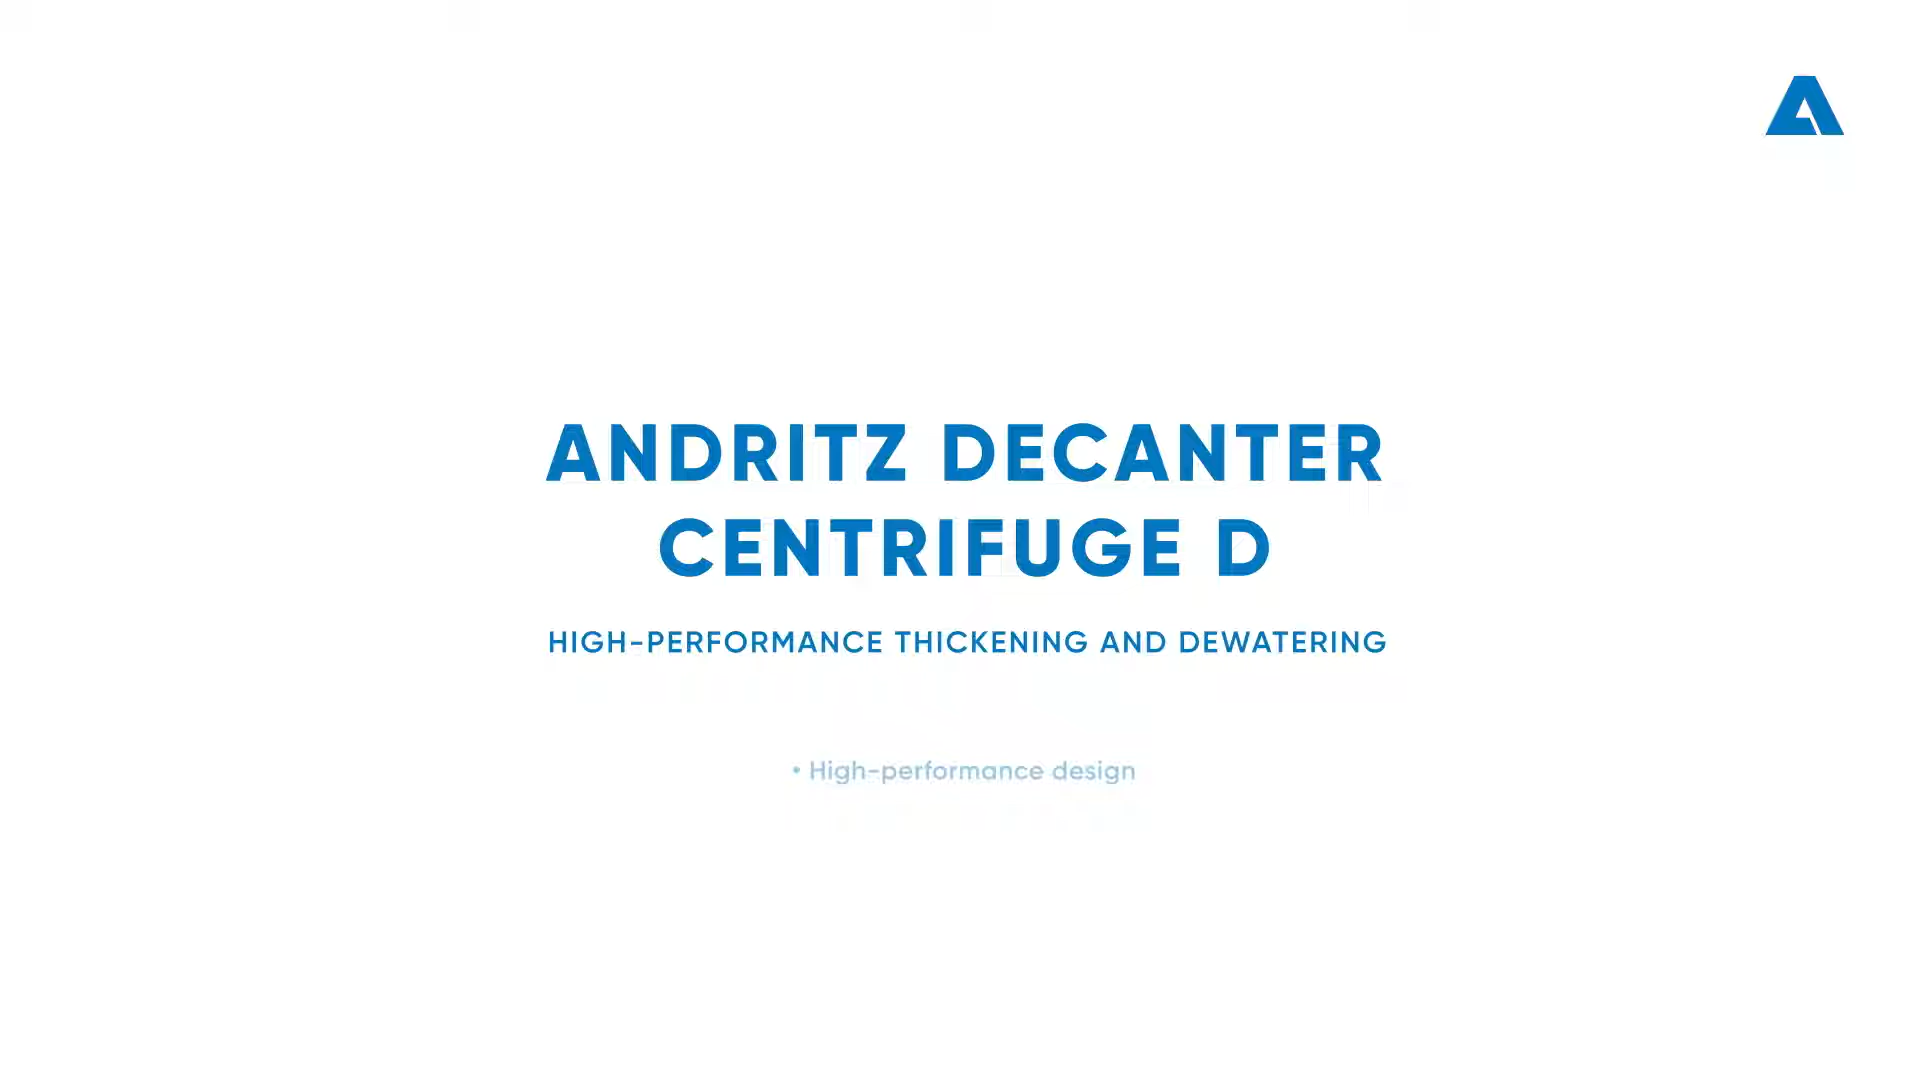 ANDRITZ DECANTER
CENTRIFUGE D
HIGH-PERFORMANCE THICKENING AND DEWATERING
• High-performance design